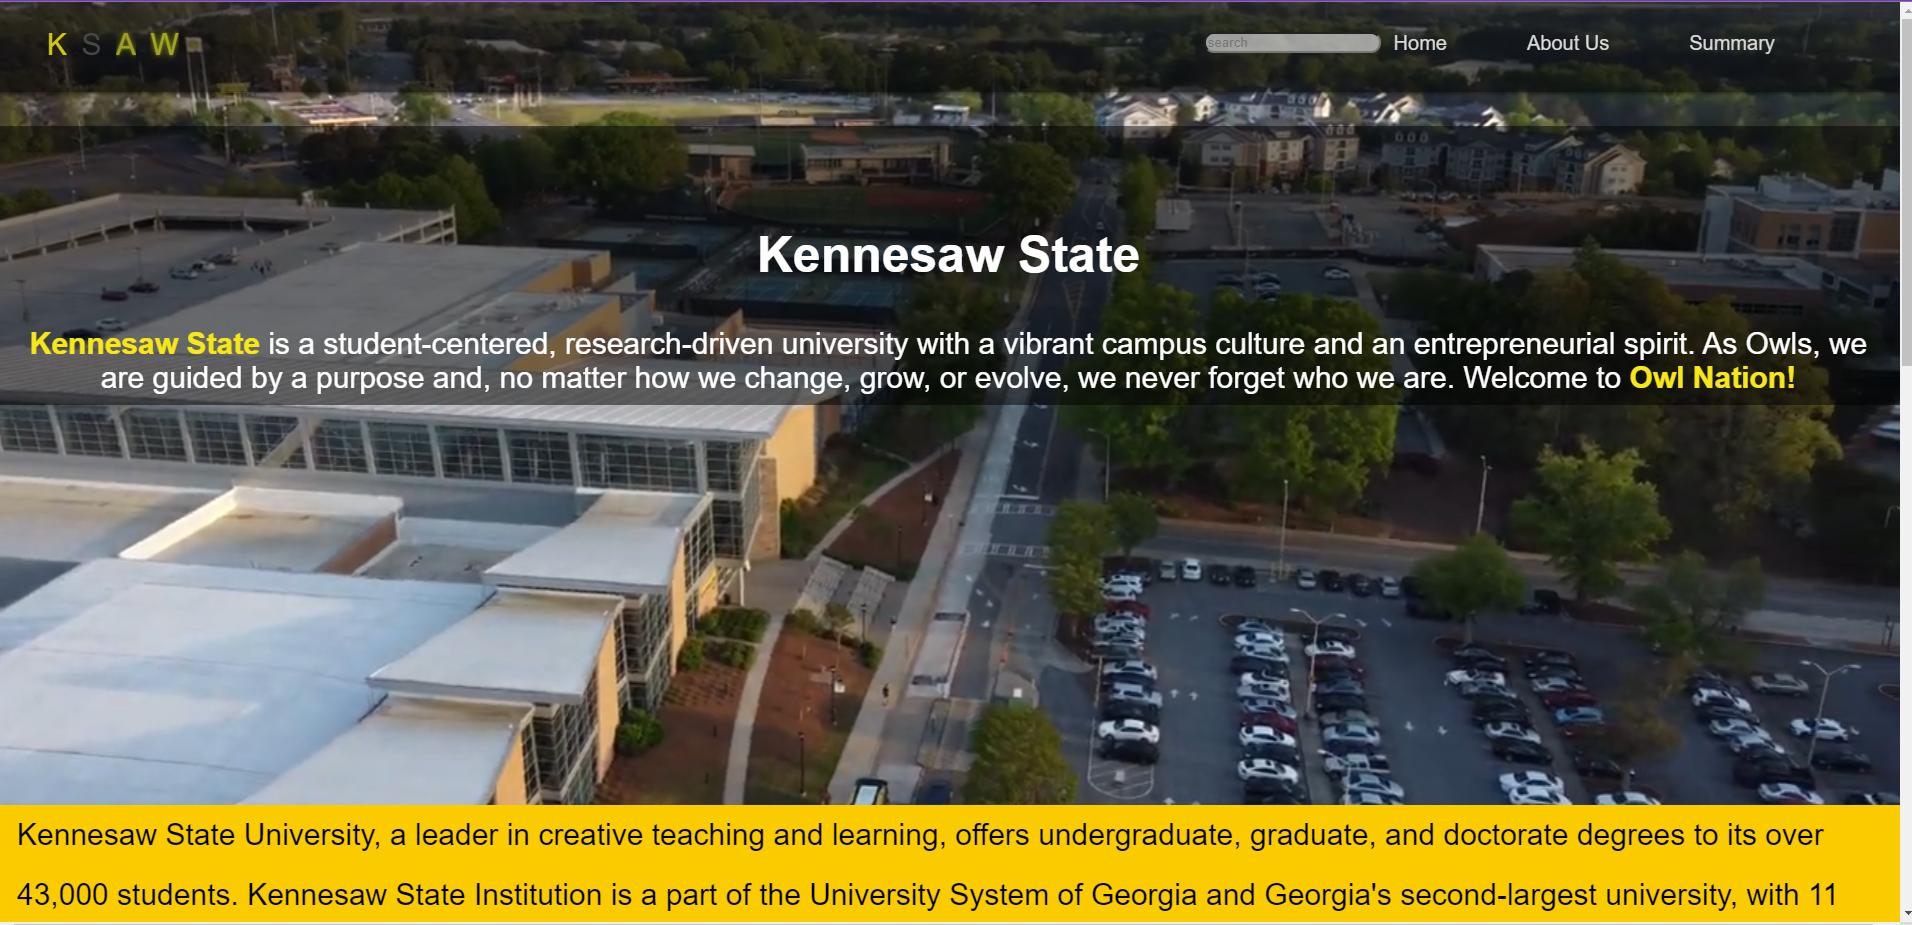 K S A W
search
Home
About Us
Summary
Kennesaw State
Kennesaw State is a student-centered, research-driven university with a vibrant campus culture and an entrepreneurial spirit. As Owls, we
are guided by a purpose and, no matter how we change, grow, or evolve, we never forget who we are. Welcome to Owl Nation!
Kennesaw State University, a leader in creative teaching and learning, offers undergraduate, graduate, and doctorate degrees to its over
43,000 students. Kennesaw State Institution is a part of the University System of Georgia and Georgia's second-largest university, with 11